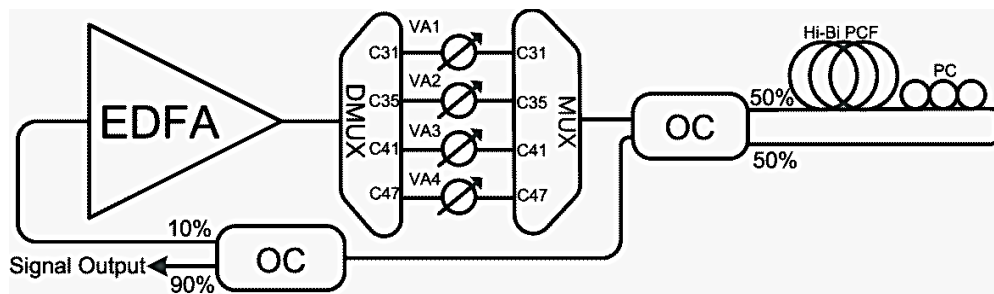 VA1
Hi-Bi PCF
C31
C31
PC
VA2
50%
EDFA
DMUX
C35
C35
MUX
OC
VA3
C41
C41
50%
VA4
C47
C47
10%
OC
Signal Output
90%